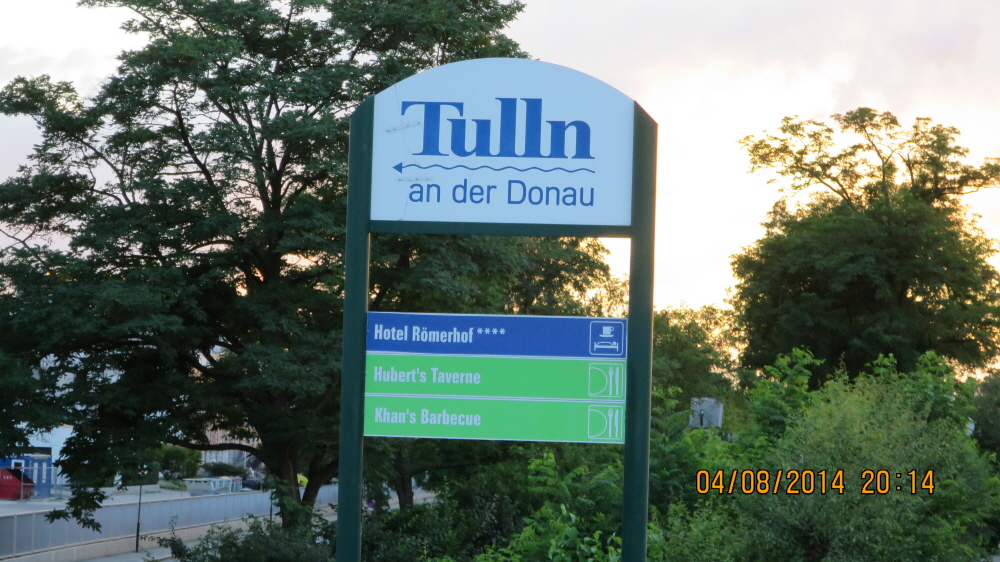 Tulln
an der Donau
Hotel Römerhof ****
Hubert's Taverne
Khan's Barbecue
04/08/2014 20:14